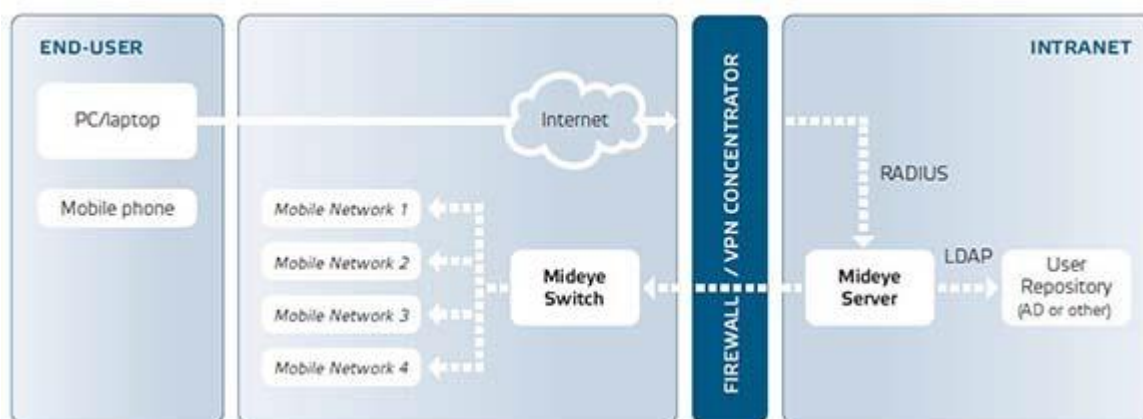 END-USER
PC/laptop
Mobile phone
Internet
Mobile Network 1
Mobile Network 2
Mobile Network 3
Mobile Network 4
Mideye
Switch
FIREWALL / VPN CONCENTRATOR
INTRANET
RADIUS
Mideye
Server
LDAP
User
Repository
(AD or other)